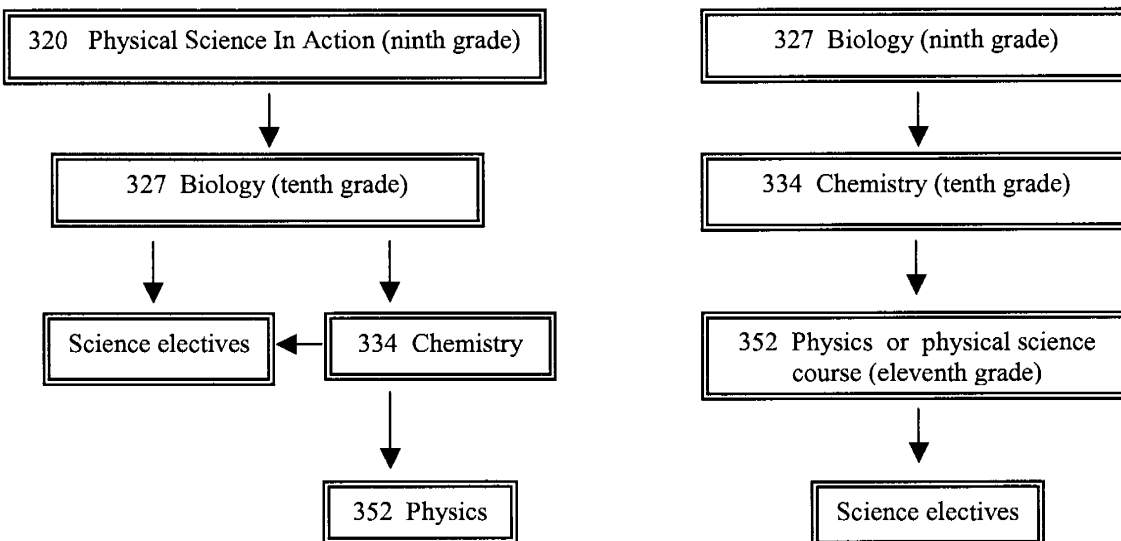 320 Physical Science In Action (ninth grade)
327 Biology (tenth grade)
Science electives
334 Chemistry
352 Physics
327 Biology (ninth grade)
334 Chemistry (tenth grade)
352 Physics or physical science
course (eleventh grade)
Science electives